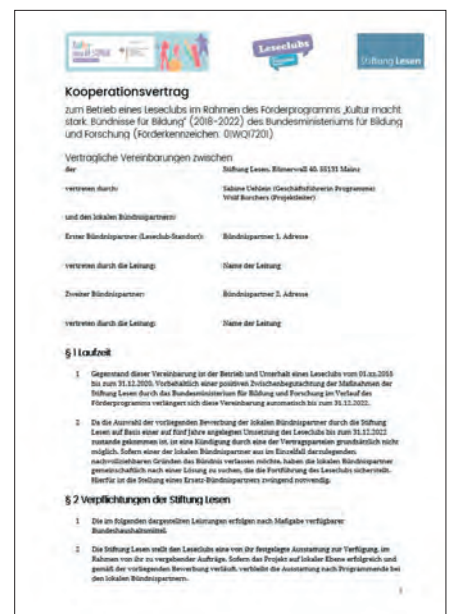 Leseclubs
Stiftung Lesen
Kooperationsvertrag
zum Betrieb eines Leseclubs im Rahmen des Förderprogramms „Kultur macht
stark. Bündnisse für Bildung“ (2018-2022) des Bundesministeriums für Bildung
und Forschung (Förderkennzeichen: 01WQ17201)
Vertragliche Vereinbarungen zwischen
der Stiftung Lesen, Römerwall 40, 55131 Mainz
vertreten durch: Sabine Uehlein (Geschäftsführerin Programme)
Wolf Borchers (Projektleiter)
und den lokalen Bündnispartnern:
Erster Bündnispartner (Leseclub-Standort): Bündnispartner 1, Adresse
vertreten durch die Leitung: Name der Leitung
Zweiter Bündnispartner: Bündnispartner 2, Adresse
vertreten durch die Leitung: Name der Leitung
§ 1 Laufzeit
1 Gegenstand dieser Vereinbarung ist der Betrieb und Unterhalt eines Leseclubs vom 01.xx.2018
bis zum 31.12.2020. Vorbehaltlich einer positiven Zwischenbegutachtung der Maßnahmen der
Stiftung Lesen durch das Bundesministerium für Bildung und Forschung im Verlauf des
Förderprogramms verlängert sich diese Vereinbarung automatisch bis zum 31.12.2022.
2 Da die Auswahl der vorliegenden Bewerbung der lokalen Bündnispartner durch die Stiftung
Lesen auf Basis einer auf fünf Jahre angelegten Umsetzung des Leseclubs bis zum 31.12.2022
zustande gekommen ist, ist eine Kündigung durch eine der Vertragsparteien grundsätzlich nicht
möglich. Sofern einer der lokalen Bündnispartner aus im Einzelfall darzulegenden
nachvollziehbaren Gründen das Bündnis verlassen möchte, haben die lokalen Bündnispartner
gemeinschaftlich nach einer Lösung zu suchen, die die Fortführung des Leseclubs sicherstellt.
Hierfür ist die Stellung eines Ersatz-Bündnispartners zwingend notwendig.
§ 2 Verpflichtungen der Stiftung Lesen
1 Die im folgenden dargestellten Leistungen erfolgen nach Maßgabe verfügbarer
Bundeshaushaltsmittel.
2 Die Stiftung Lesen stellt den Leseclubs eine von ihr festgelegte Ausstattung zur Verfügung, im
Rahmen von ihr zu vergebender Aufträge. Sofern das Projekt auf lokaler Ebene erfolgreich und
gemäß der vorliegenden Bewerbung verläuft, verbleibt die Ausstattung nach Programmende bei
den lokalen Bündnispartnern.
1